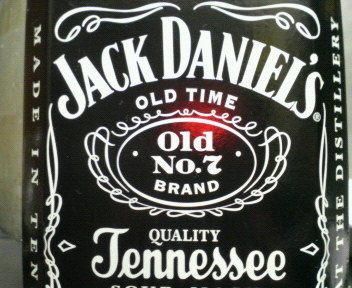 JACK DANIEL'S
®
OLD TIME
Old
No.7
BRAND
QUALITY
Tennessee
MADE IN TEN
T THE DISTILLERY